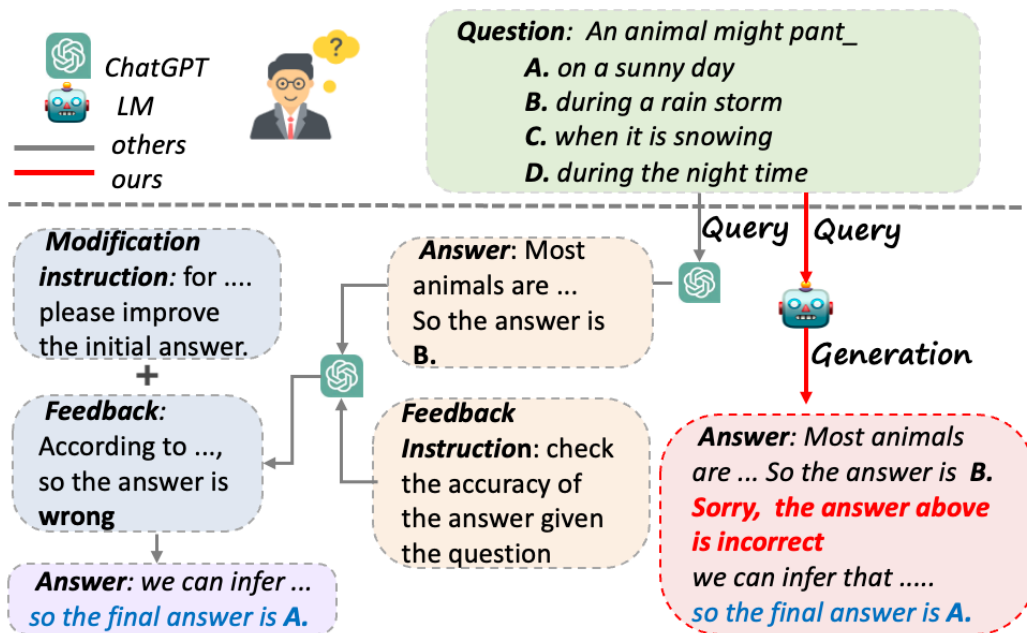 ChatGPT
LM
others
ours
?
Question: An animal might pant_
A. on a sunny day
B. during a rain storm
C. when it is snowing
D. during the night time
Query
Query
Modification
instruction: for ....
please improve
the initial answer.
+
Feedback:
According to ...,
so the answer is
wrong
Answer: we can infer ...
so the final answer is A.
Answer: Most
animals are ...
So the answer is
B.
Feedback
Instruction: check
the accuracy of
the answer given
the question
Generation
Answer: Most animals
are ... So the answer is B.
Sorry, the answer above
is incorrect
we can infer that .....
so the final answer is A.